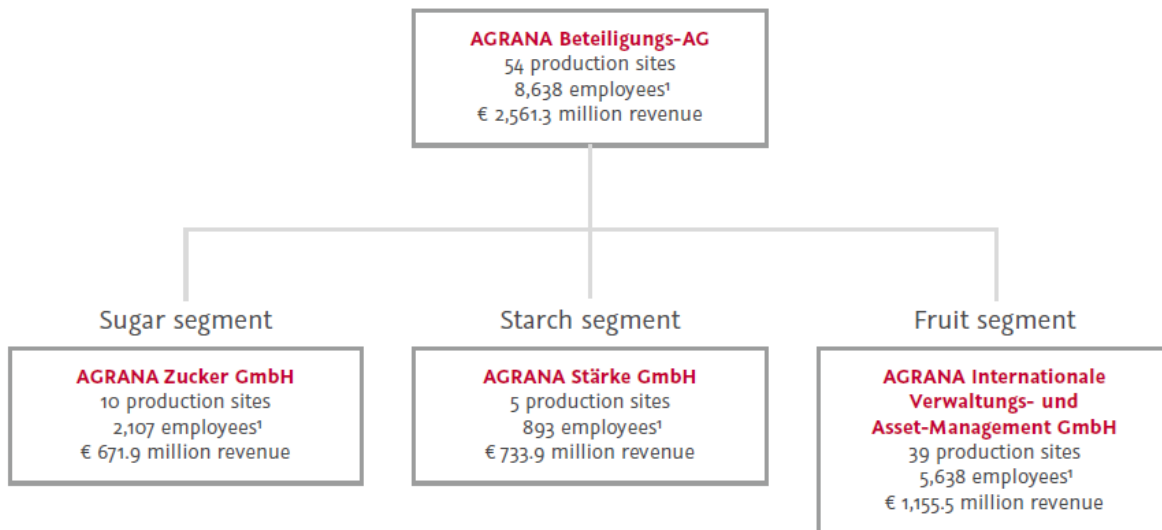 AGRANA Beteiligungs-AG
54 production sites
8,638 employees¹
€ 2,561.3 million revenue
Sugar segment
AGRANA Zucker GmbH
10 production sites
2,107 employees¹
€ 671.9 million revenue
Starch segment
AGRANA Stärke GmbH
5 production sites
893 employees¹
€ 733.9 million revenue
Fruit segment
AGRANA Internationale
Verwaltungs- und
Asset-Management GmbH
39 production sites
5,638 employees¹
€ 1,155.5 million revenue